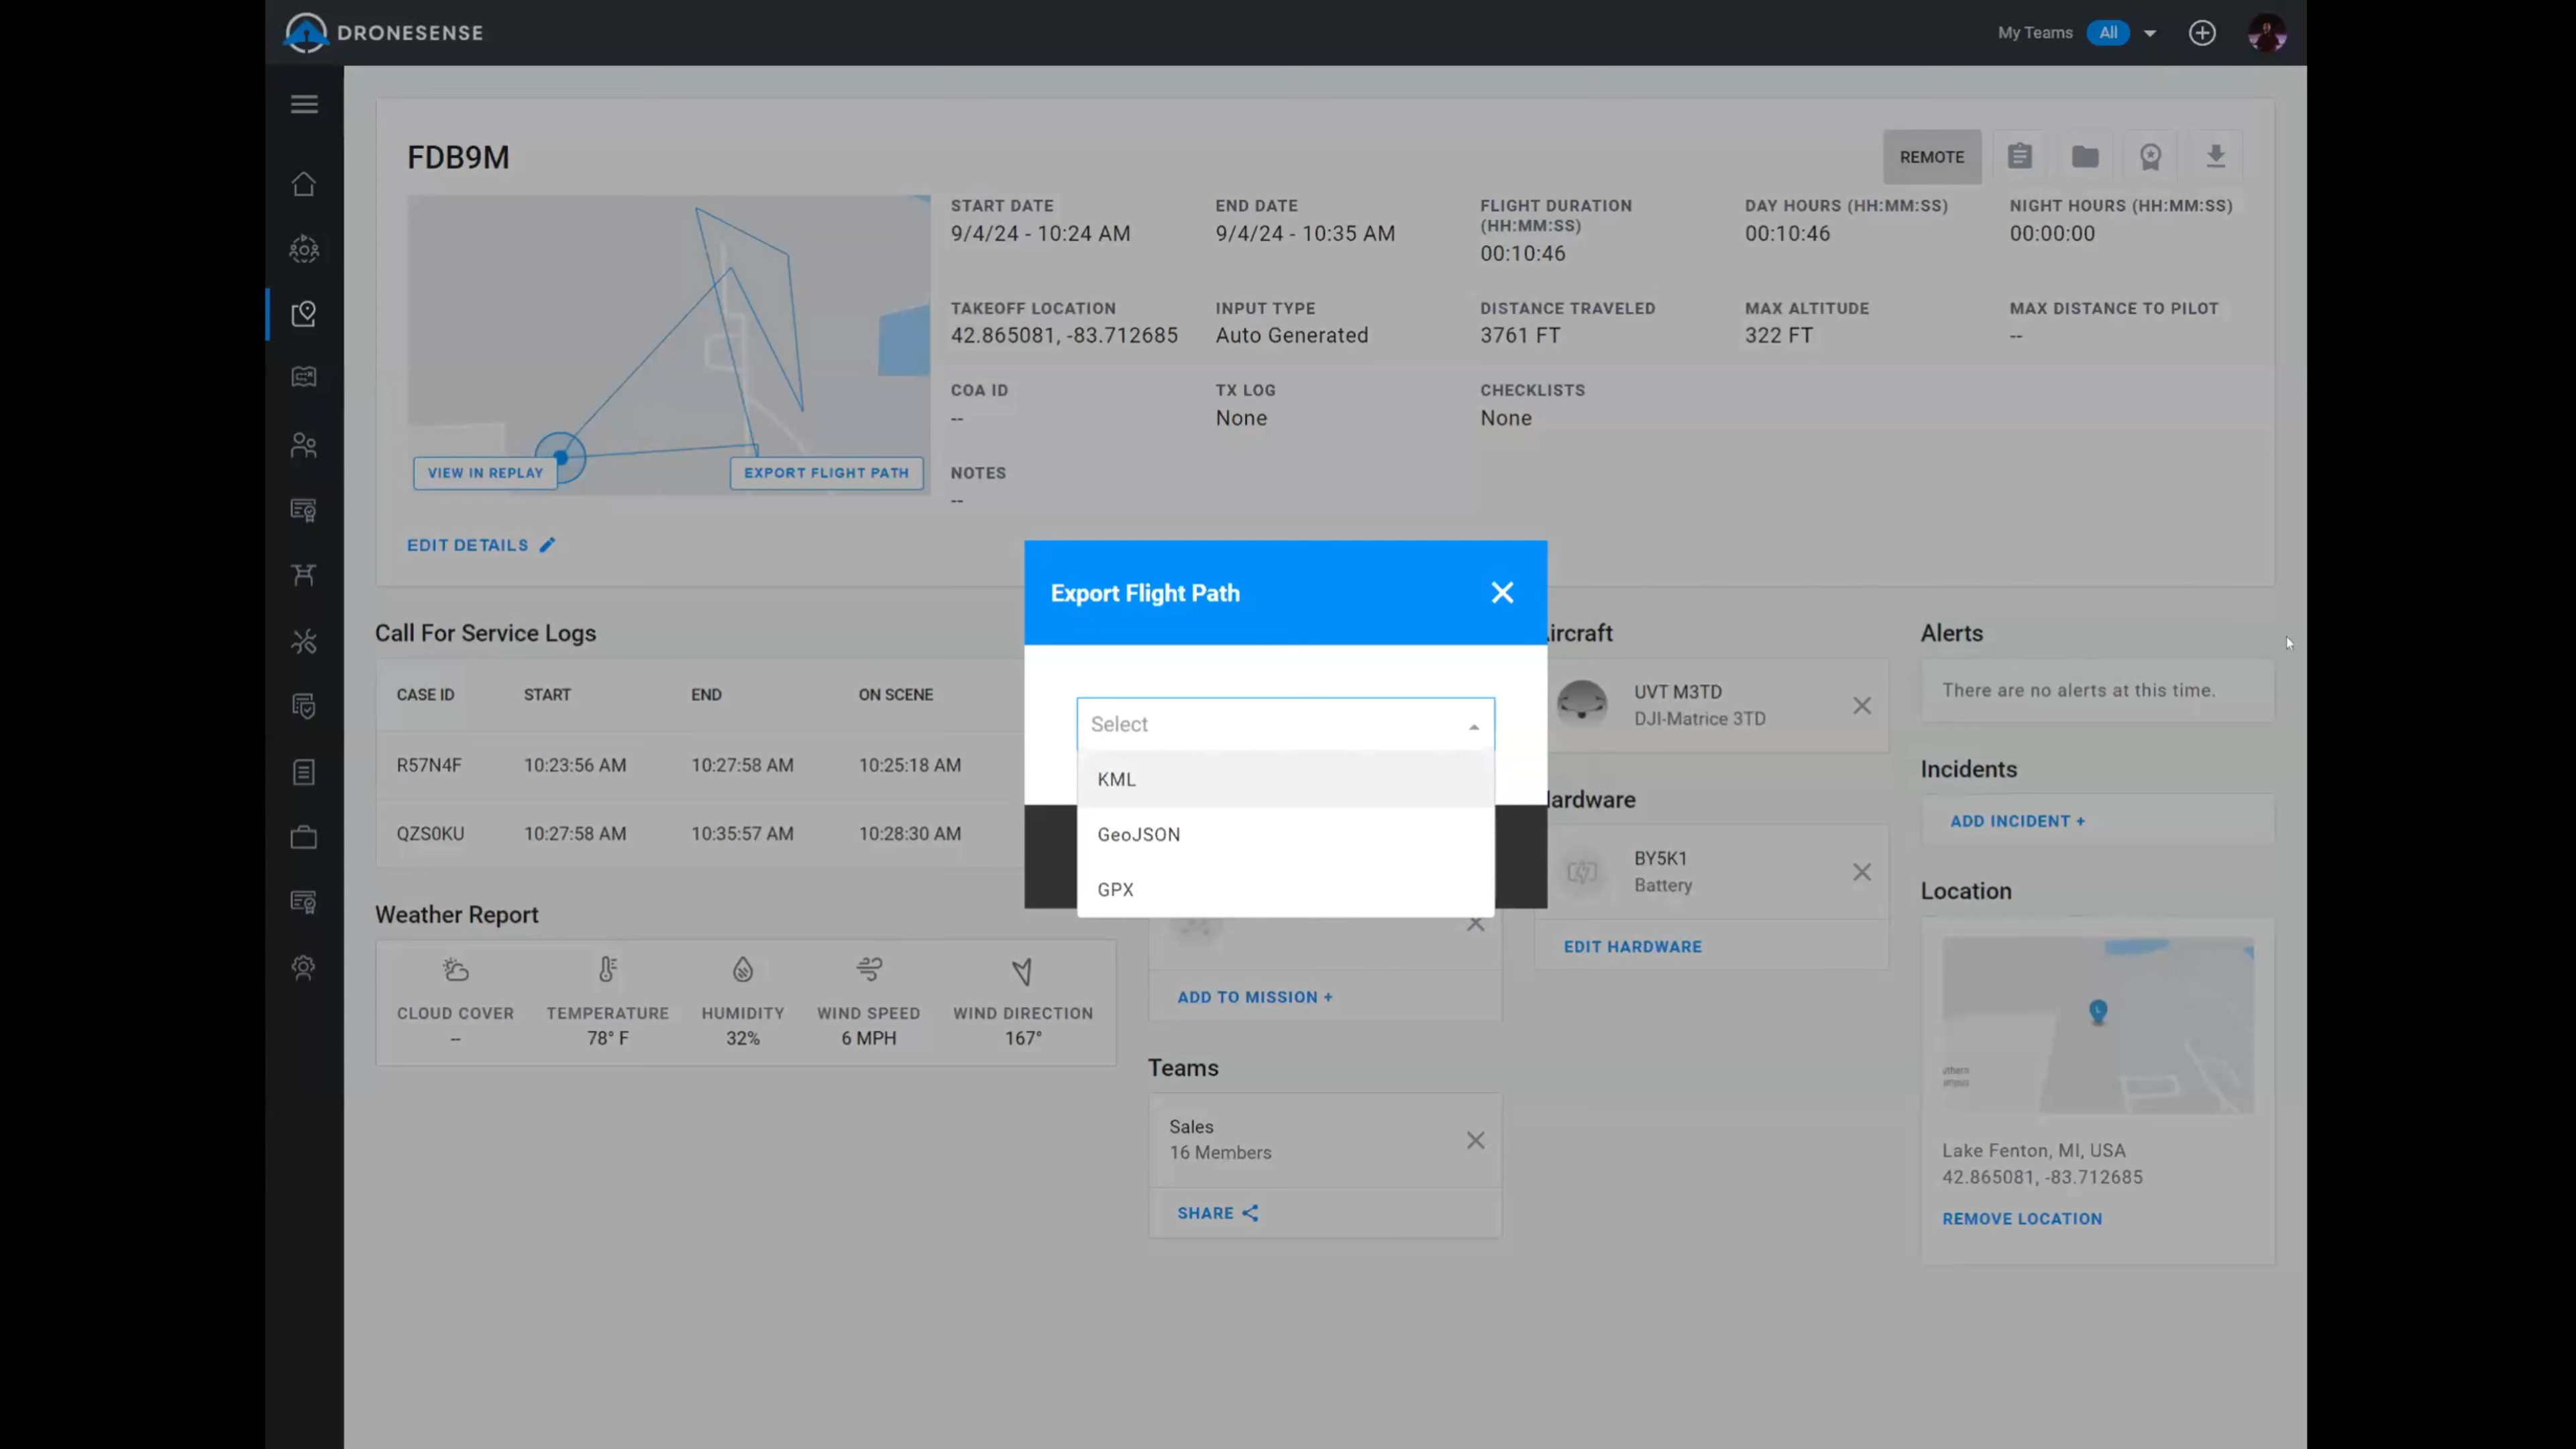 DRONESENSE
My Teams All
FDB9M
REMOTE
START DATE
9/4/24 - 10:24 AM
END DATE
9/4/24 - 10:35 AM
FLIGHT DURATION
(HH:MM:SS)
00:10:46
DAY HOURS (HH:MM:SS)
00:10:46
NIGHT HOURS (HH:MM:SS)
00:00:00
TAKEOFF LOCATION
42.865081, -83.712685
INPUT TYPE
Auto Generated
DISTANCE TRAVELED
3761 FT
MAX ALTITUDE
322 FT
MAX DISTANCE TO PILOT
--
COA ID
--
TX LOG
None
CHECKLISTS
None
NOTES
--
VIEW IN REPLAY
EXPORT FLIGHT PATH
EDIT DETAILS
Export Flight Path
Select
KML
GeoJSON
GPX
Call For Service Logs
CASE ID START END ON SCENE
R57N4F 10:23:56 AM 10:27:58 AM 10:25:18 AM
QZS0KU 10:27:58 AM 10:35:57 AM 10:28:30 AM
Weather Report
CLOUD COVER
--
TEMPERATURE
78° F
HUMIDITY
32%
WIND SPEED
6 MPH
WIND DIRECTION
167°
ADD TO MISSION +
Teams
Sales
16 Members
SHARE
ircraft
UVT M3TD
DJI-Matrice 3TD
ardware
BY5K1
Battery
EDIT HARDWARE
Alerts
There are no alerts at this time.
Incidents
ADD INCIDENT +
Location
Lake Fenton, MI, USA
42.865081, -83.712685
REMOVE LOCATION